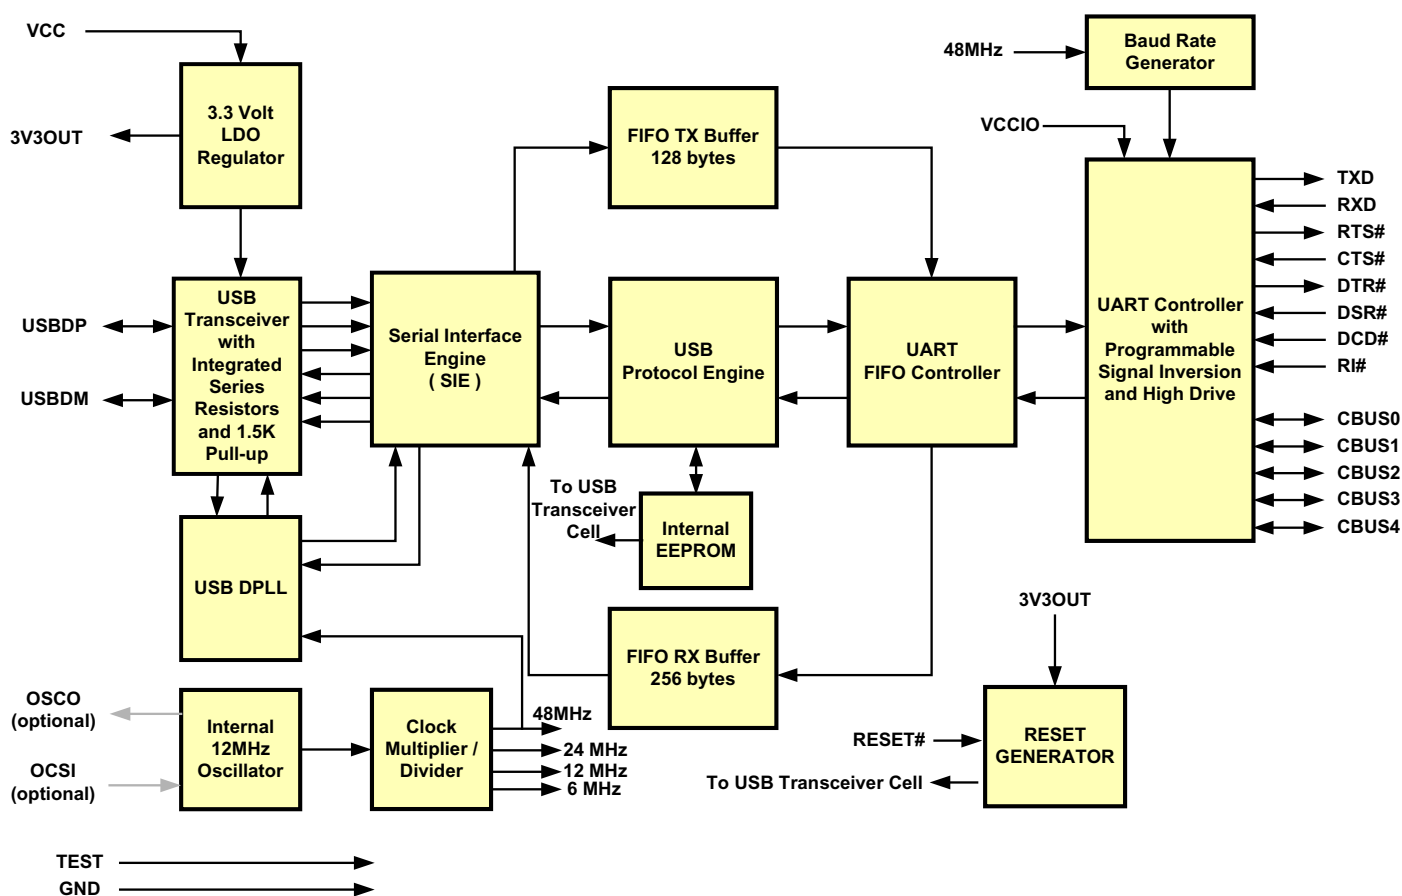 VCC
3V3OUT
3.3 Volt
LDO
Regulator
48MHz
Baud Rate
Generator
VCCIO
FIFO TX Buffer
128 bytes
USBDP
USBDM
USB
Transceiver
with
Integrated
Series
Resistors
and 1.5K
Pull-up
Serial Interface
Engine
( SIE )
USB
Protocol Engine
UART
FIFO Controller
UART Controller
with
Programmable
Signal Inversion
and High Drive
TXD
RXD
RTS#
CTS#
DTR#
DSR#
DCD#
RI#
CBUS0
CBUS1
CBUS2
CBUS3
CBUS4
To USB
Transceiver
Cell
Internal
EEPROM
USB DPLL
FIFO RX Buffer
256 bytes
3V3OUT
RESET#
RESET
GENERATOR
To USB Transceiver Cell
OSCO
(optional)
OCSI
(optional)
Internal
12MHz
Oscillator
Clock
Multiplier /
Divider
48MHz
24 MHz
12 MHz
6 MHz
TEST
GND